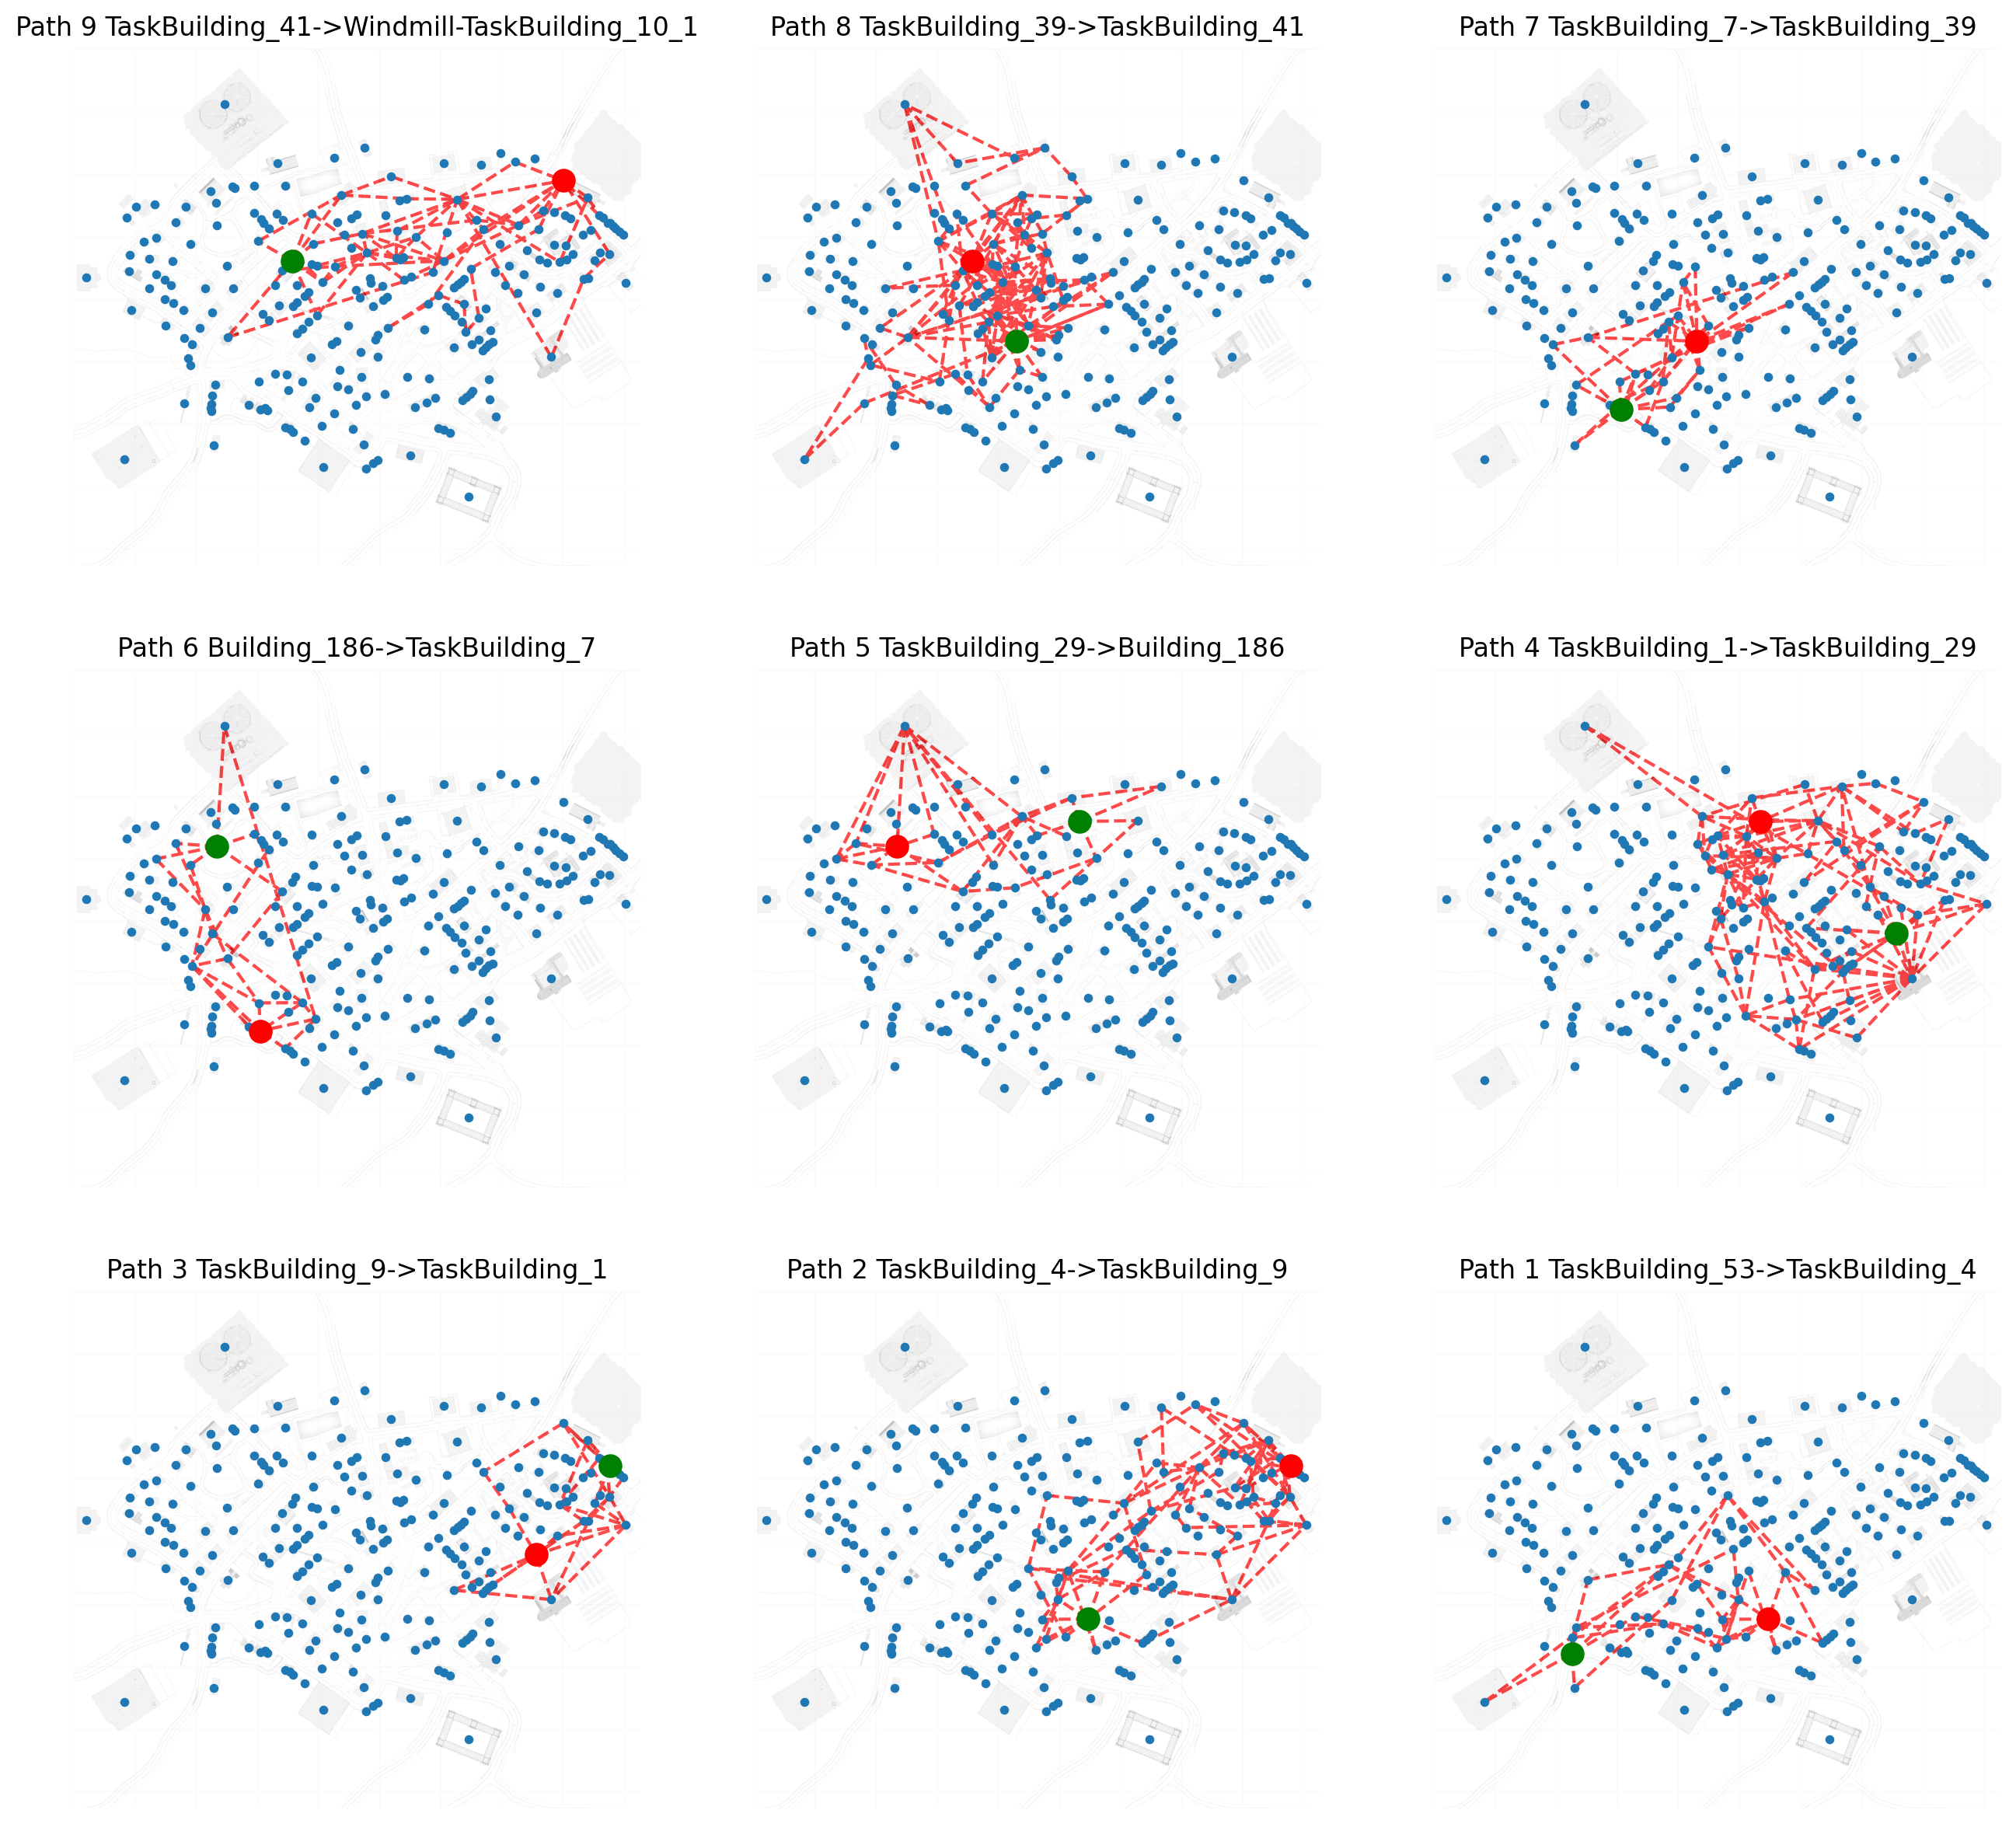 Path 9 TaskBuilding_41->Windmill-TaskBuilding_10_1
Path 8 TaskBuilding_39->TaskBuilding_41
Path 7 TaskBuilding_7->TaskBuilding_39
Path 6 Building_186->TaskBuilding_7
Path 5 TaskBuilding_29->Building_186
Path 4 TaskBuilding_1->TaskBuilding_29
Path 3 TaskBuilding_9->TaskBuilding_1
Path 2 TaskBuilding_4->TaskBuilding_9
Path 1 TaskBuilding_53->TaskBuilding_4